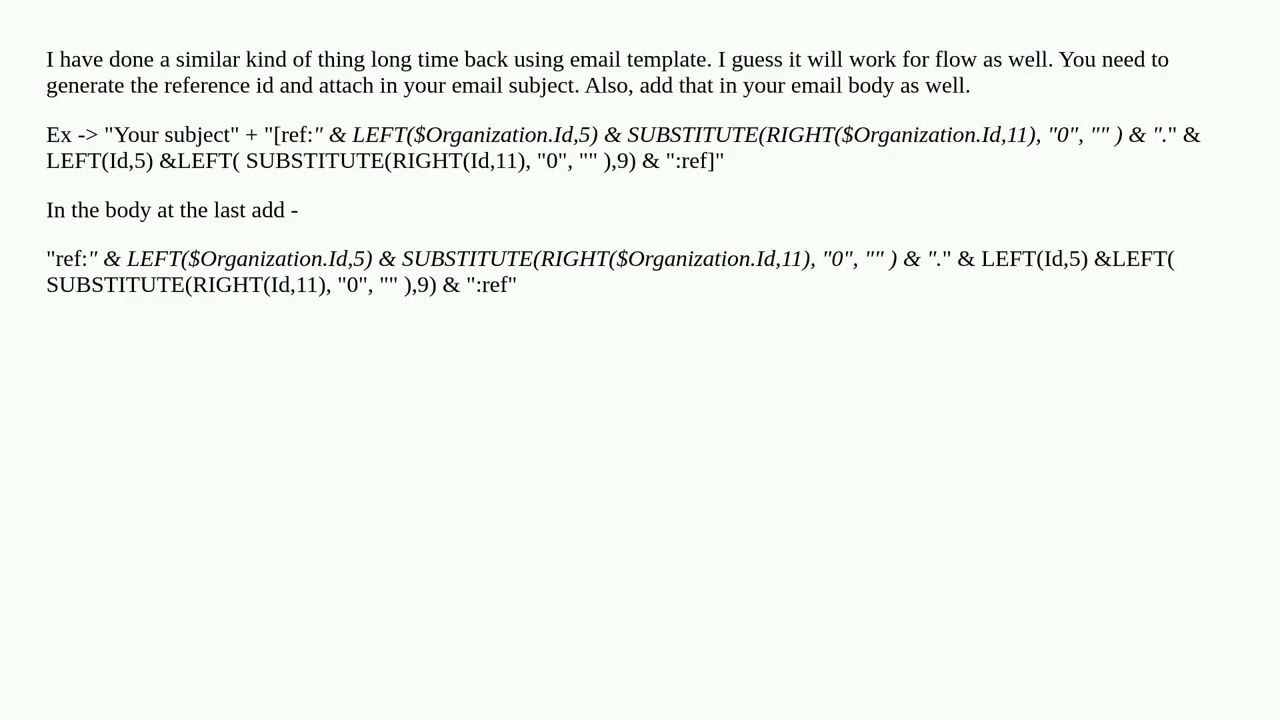 I have done a similar kind of thing long time back using email template. I guess it will work for flow as well. You need to
generate the reference id and attach in your email subject. Also, add that in your email body as well.
Ex -> "Your subject" + "[ref:" & LEFT($Organization.Id,5) & SUBSTITUTE(RIGHT($Organization.Id,11), "0", "" ) & "." &
LEFT(Id,5) &LEFT( SUBSTITUTE(RIGHT(Id,11), "0", "" ),9) & ":ref]"
In the body at the last add -
"ref:" & LEFT($Organization.Id,5) & SUBSTITUTE(RIGHT($Organization.Id,11), "0", "" ) & "." & LEFT(Id,5) &LEFT(
SUBSTITUTE(RIGHT(Id,11), "0", "" ),9) & ":ref"